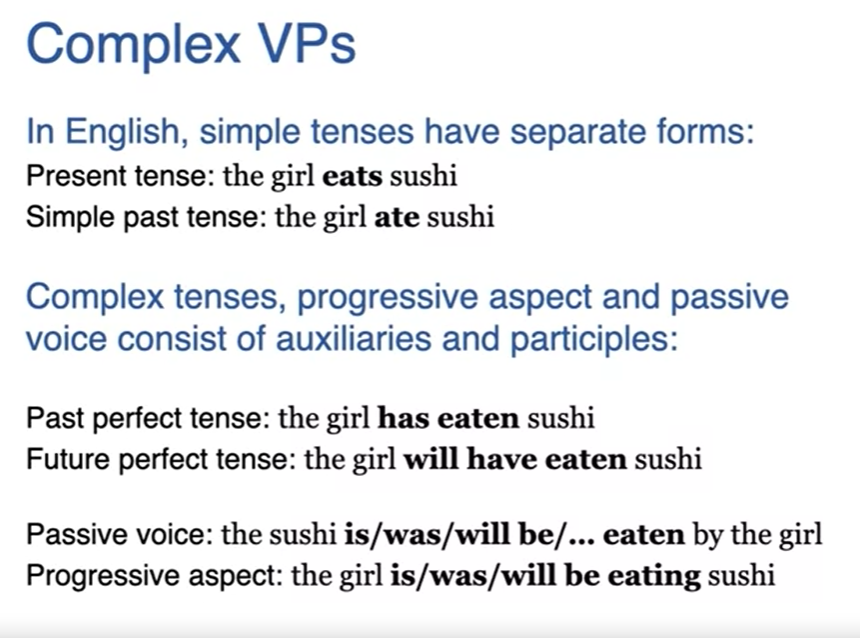 Complex VPs
In English, simple tenses have separate forms:
Present tense: the girl eats sushi
Simple past tense: the girl ate sushi
Complex tenses, progressive aspect and passive
voice consist of auxiliaries and participles:
Past perfect tense: the girl has eaten sushi
Future perfect tense: the girl will have eaten sushi
Passive voice: the sushi is/was/will be/... eaten by the girl
Progressive aspect: the girl is/was/will be eating sushi